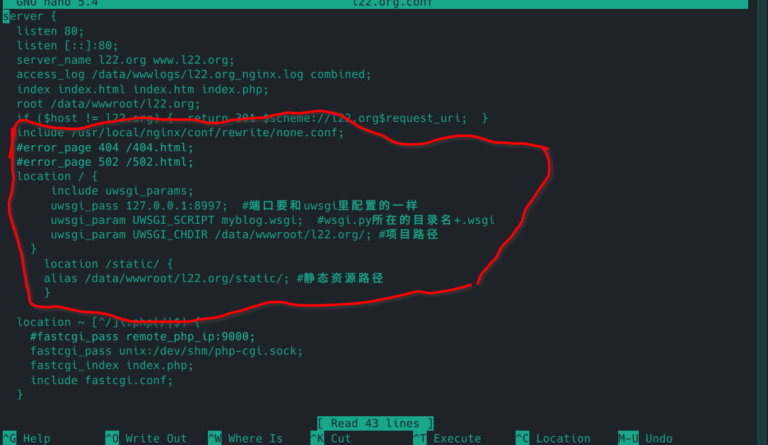 GNU nano 5.4 l22.org.conf
server {
listen 80;
listen [::]:80;
server_name l22.org www.l22.org;
access_log /data/wwwlogs/l22.org_nginx.log combined;
index index.html index.htm index.php;
root /data/wwwroot/l22.org;
if ($host != l22.org) { return 301 $scheme://l22.org$request_uri; }
include /usr/local/nginx/conf/rewrite/none.conf;
#error_page 404 /404.html;
#error_page 502 /502.html;
location / {
include uwsgi_params;
uwsgi_pass 127.0.0.1:8997; #端口要和uwsgi里配置的一样
uwsgi_param UWSGI_SCRIPT myblog.wsgi; #wsgi.py所在的目录名+.wsgi
uwsgi_param UWSGI_CHDIR /data/wwwroot/l22.org/; #项目路径
}
location /static/ {
alias /data/wwwroot/l22.org/static/; #静态资源路径
}
location ~ [^/]\.php(/|$) {
#fastcgi_pass remote_php_ip:9000;
fastcgi_pass unix:/dev/shm/php-cgi.sock;
fastcgi_index index.php;
include fastcgi.conf;
}
[ Read 43 lines ]
^G Help ^O Write Out ^W Where Is ^K Cut ^T Execute ^C Location M-U Undo